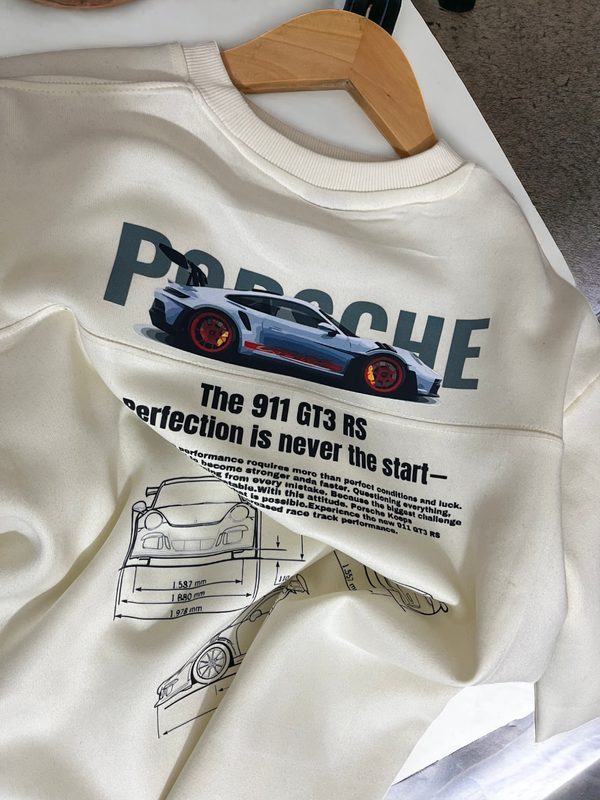 PORSCHE
The 911 GT3 RS
Perfection is never the start—
performance requires more than perfect conditions and luck.
become stronger anda faster. Questioning everything,
from every mistake. Because the biggest challenge
With this attitude. Porsche Keeps
is possible.Experience the new 911 GT3 RS
race track performance.
1.587 mm
1 880 mm
1.978 mm